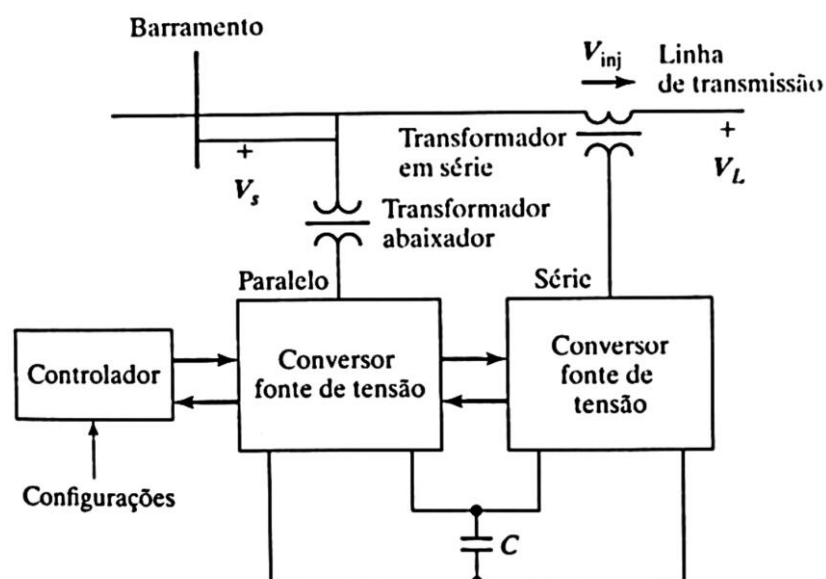 Barramento
V_inj
Linha
de transmissão
+
V_s
Transformador
em série
+
V_L
Transformador
abaixador
Paralelo
Série
Controlador
Conversor
fonte de tensão
Conversor
fonte de
tensão
Configurações
C